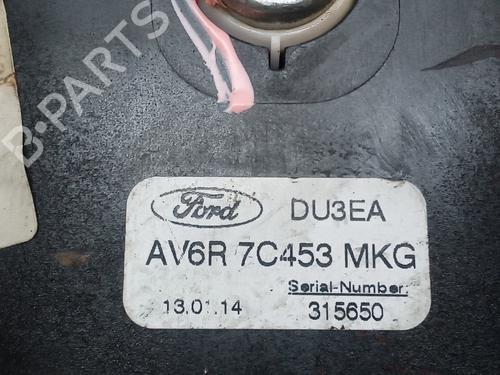 B-PARTS
Ford DU3EA
AV6R 7C453 MKG
Serial-Number:
13.01.14 315650